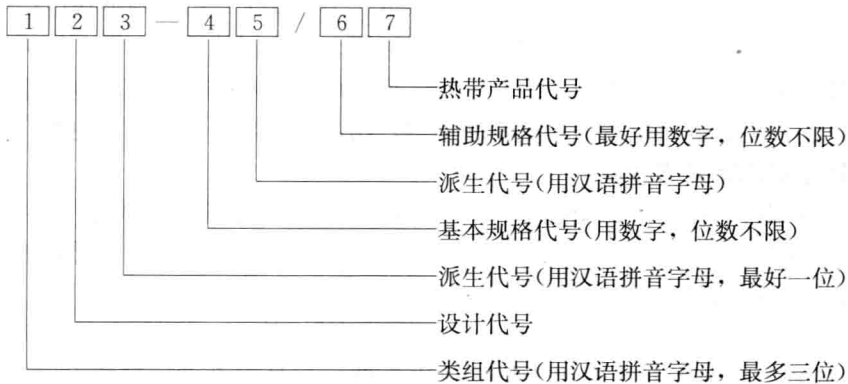 1 2 3 — 4 5 / 6 7
热带产品代号
辅助规格代号(最好用数字，位数不限)
派生代号(用汉语拼音字母)
基本规格代号(用数字，位数不限)
派生代号(用汉语拼音字母，最好一位)
设计代号
类组代号(用汉语拼音字母，最多三位)